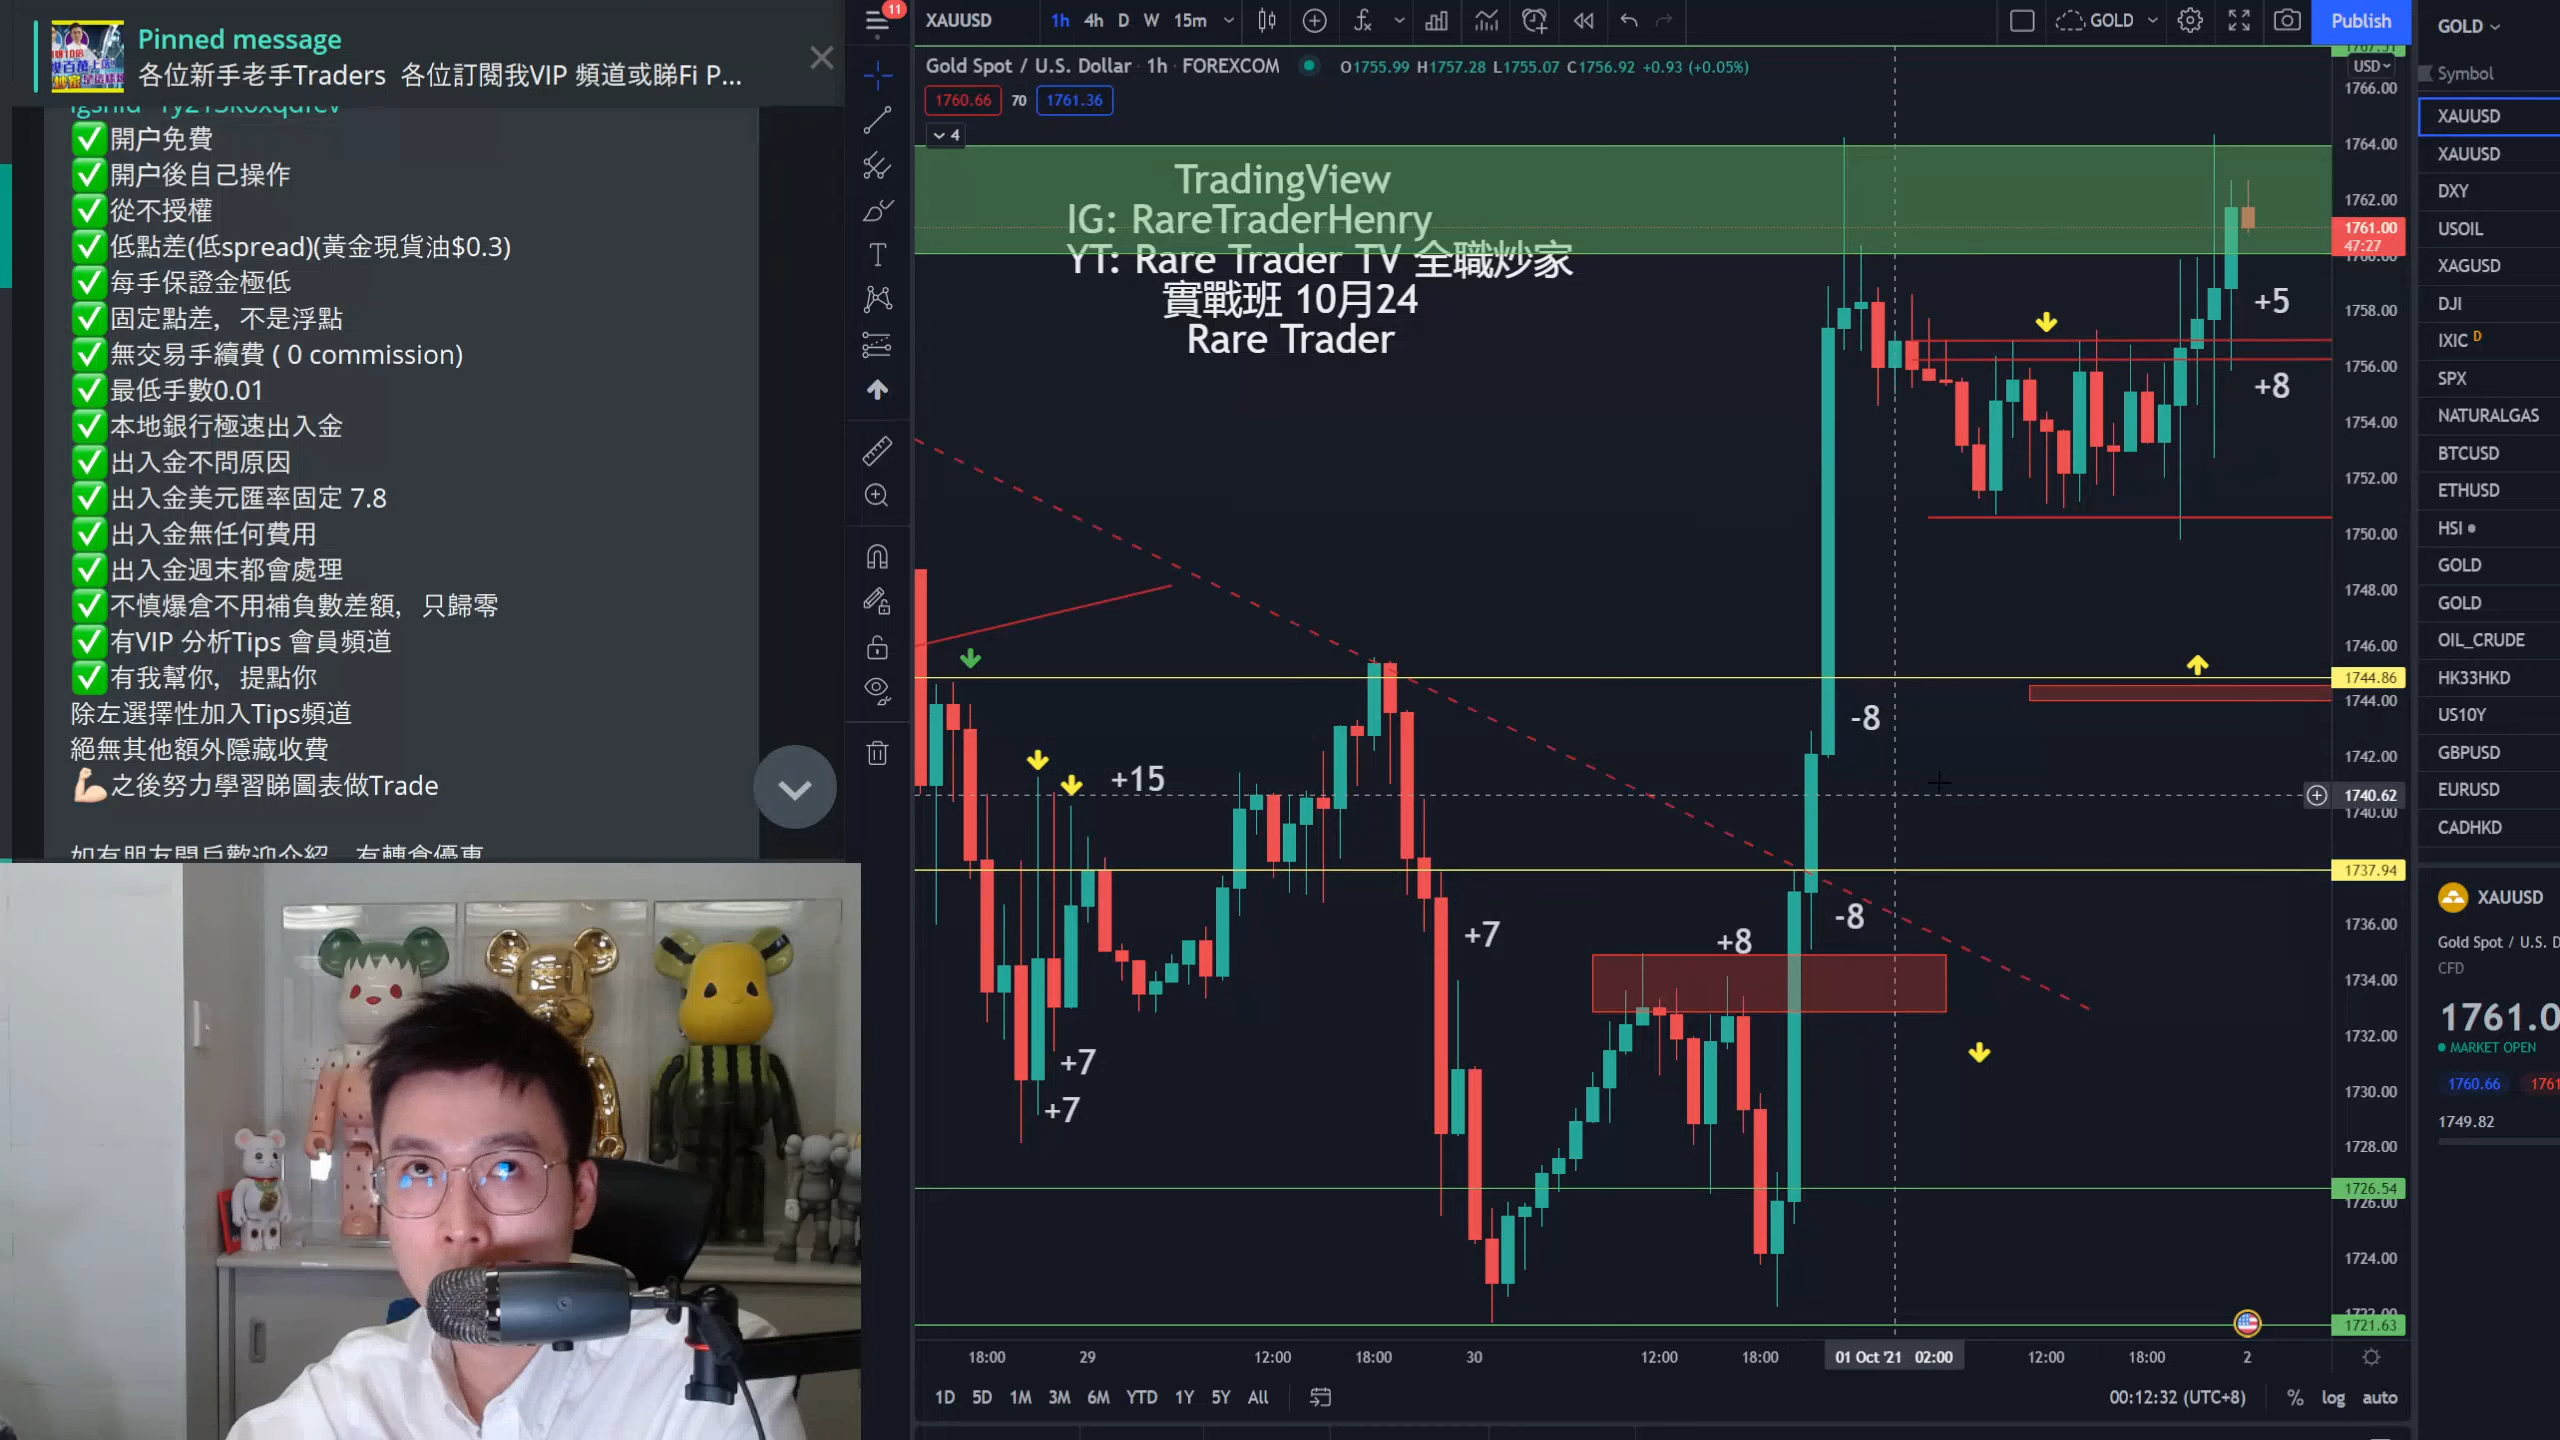 Pinned message
各位新手老手Traders 各位訂閱我VIP 頻道或睇Fi P...
✅開户免費
✅開户後自己操作
✅從不授權
✅低點差(低spread)(黃金現貨油$0.3)
✅每手保證金極低
✅固定點差，不是浮點
✅無交易手續費 ( 0 commission)
✅最低手數0.01
✅本地銀行極速出入金
✅出入金不問原因
✅出入金美元匯率固定 7.8
✅出入金無任何費用
✅出入金週末都會處理
✅不慎爆倉不用補負數差額，只歸零
✅有VIP 分析Tips 會員頻道
✅有我幫你，提點你
除左選擇性加入Tips頻道
絕無其他額外隱藏收費
💪🏻之後努力學習睇圖表做Trade
11
XAUUSD 1h 4h D W 15m GOLD Publish
Gold Spot / U.S. Dollar 1h FOREXCOM O1755.99 H1757.28 L1755.07 C1756.92 +0.93 (+0.05%)
1760.66 70 1761.36
4
TradingView
IG: RareTraderHenry
YT: Rare Trader TV 全職炒家
實戰班 10月24
Rare Trader
+5
+8
-8
+15
-8
+7
+8
+7
+7
USD
1766.00
1764.00
1762.00
1761.00
47:27
1758.00
1756.00
1754.00
1752.00
1750.00
1748.00
1746.00
1744.86
1744.00
1742.00
1740.62
1740.00
1737.94
1736.00
1734.00
1732.00
1730.00
1728.00
1726.54
1726.00
1724.00
1721.63
18:00 29 12:00 18:00 30 12:00 18:00 01 Oct '21 02:00 12:00 18:00 2
1D 5D 1M 3M 6M YTD 1Y 5Y All
00:12:32 (UTC+8) % log auto
GOLD
Symbol
XAUUSD
XAUUSD
DXY
USOIL
XAGUSD
DJI
IXIC D
SPX
NATURALGAS
BTCUSD
ETHUSD
HSI
GOLD
GOLD
OIL_CRUDE
HK33HKD
US10Y
GBPUSD
EURUSD
CADHKD
XAUUSD
Gold Spot / U.S. D
CFD
1761.0
MARKET OPEN
1760.66 1761
1749.82